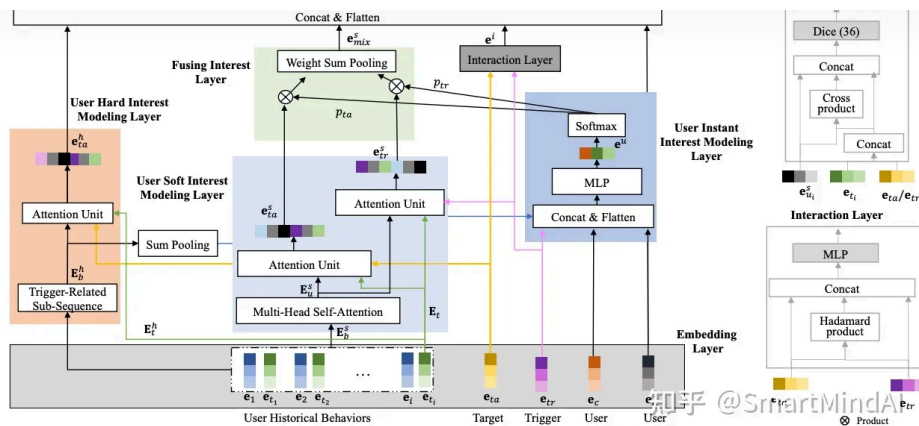 Concat & Flatten
e^s_mix
e^i
Fusing Interest
Layer
Weight Sum Pooling
Interaction Layer
p_tr
p_ta
User Hard Interest
Modeling Layer
e^h_ta
e^s_tr
Softmax
e^u
User Instant
Interest Modeling
Layer
User Soft Interest
Modeling Layer
MLP
Attention Unit
e^s_ta
Attention Unit
Concat & Flatten
Sum Pooling
Attention Unit
E^h_b
E^s_u
Trigger-Related
Sub-Sequence
Multi-Head Self-Attention
E_t
E^h_t
E^s_b
Embedding
Layer
e_1 e_t1 e_2 e_t2 ... e_i e_ti e_ta e_tr e_c
User Historical Behaviors
Target
Trigger
User
User
Dice (36)
Concat
Cross
product
Concat
e^s_ui e_ti e_ta/e_tr
Interaction Layer
MLP
Concat
Hadamard
product
e_ta e_tr
⊗ Product
知乎 @SmartMindAI